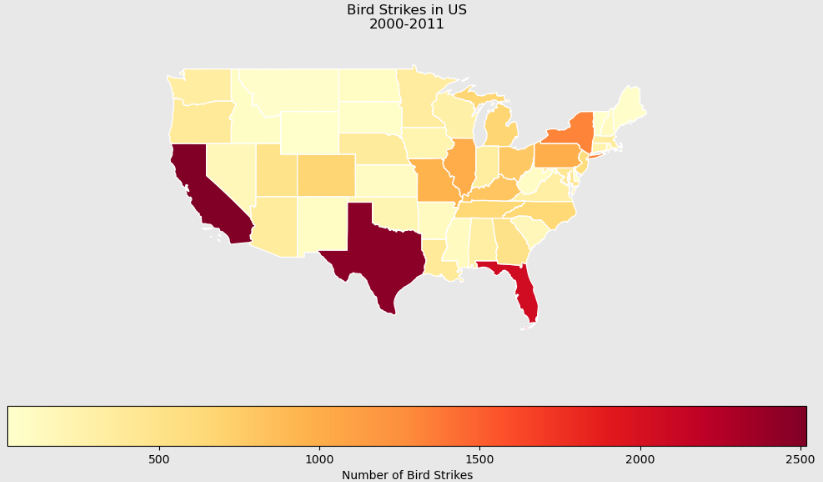 Bird Strikes in US
2000-2011
500 1000 1500 2000 2500
Number of Bird Strikes